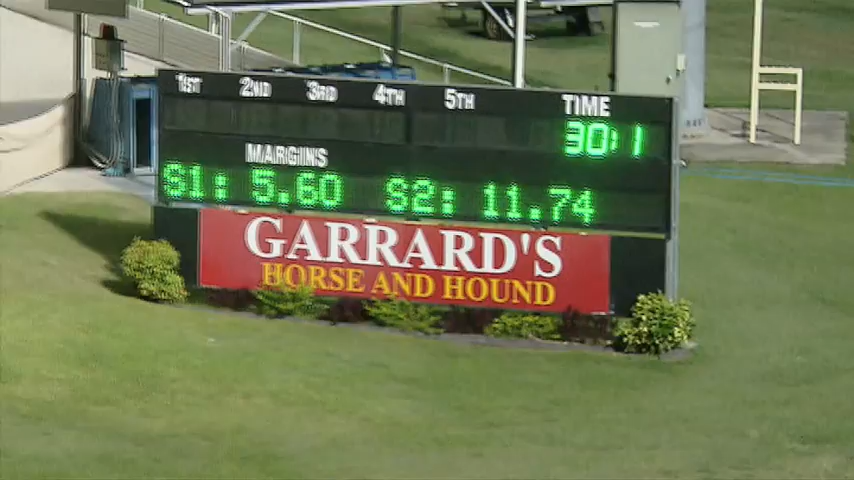 1ST 2ND 3RD 4TH 5TH TIME
30:1
MARGINS
S1: 5.60 S2: 11.74
GARRARD'S
HORSE AND HOUND